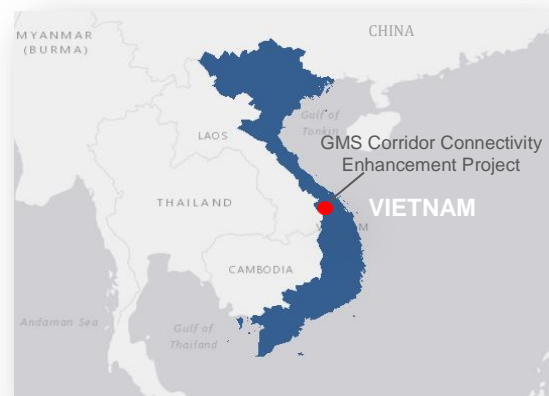 MYANMAR
(BURMA)
CHINA
Gulf of
Tonkin
LAOS
GMS Corridor Connectivity
Enhancement Project
THAILAND
VIETNAM
CAMBODIA
Andaman Sea
Gulf of
Thailand